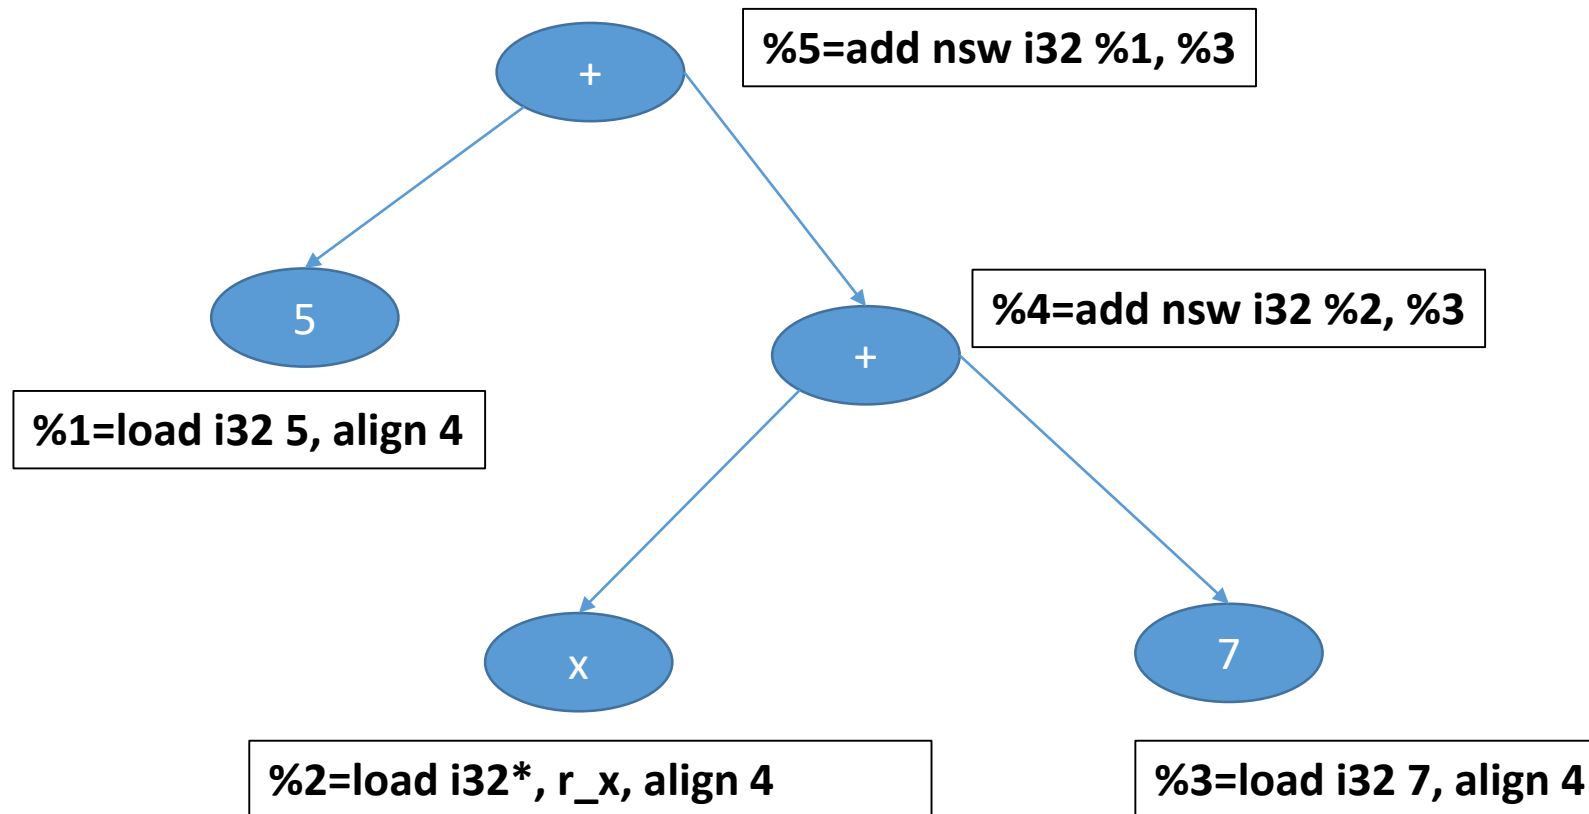 +
%5=add nsw i32 %1, %3
5
+
%4=add nsw i32 %2, %3
%1=load i32 5, align 4
x
7
%2=load i32*, r_x, align 4
%3=load i32 7, align 4